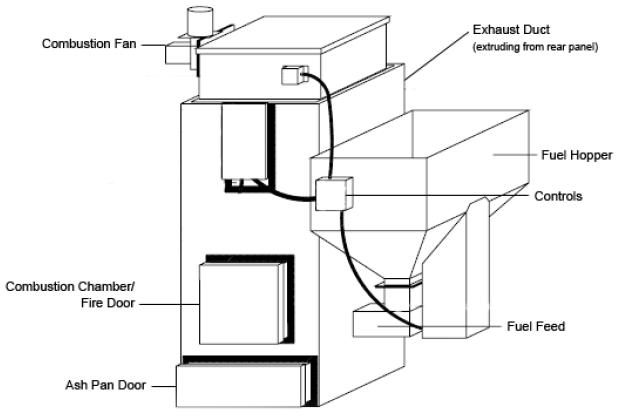 Combustion Fan
Exhaust Duct
(extruding from rear panel)
Fuel Hopper
Controls
Combustion Chamber/
Fire Door
Fuel Feed
Ash Pan Door